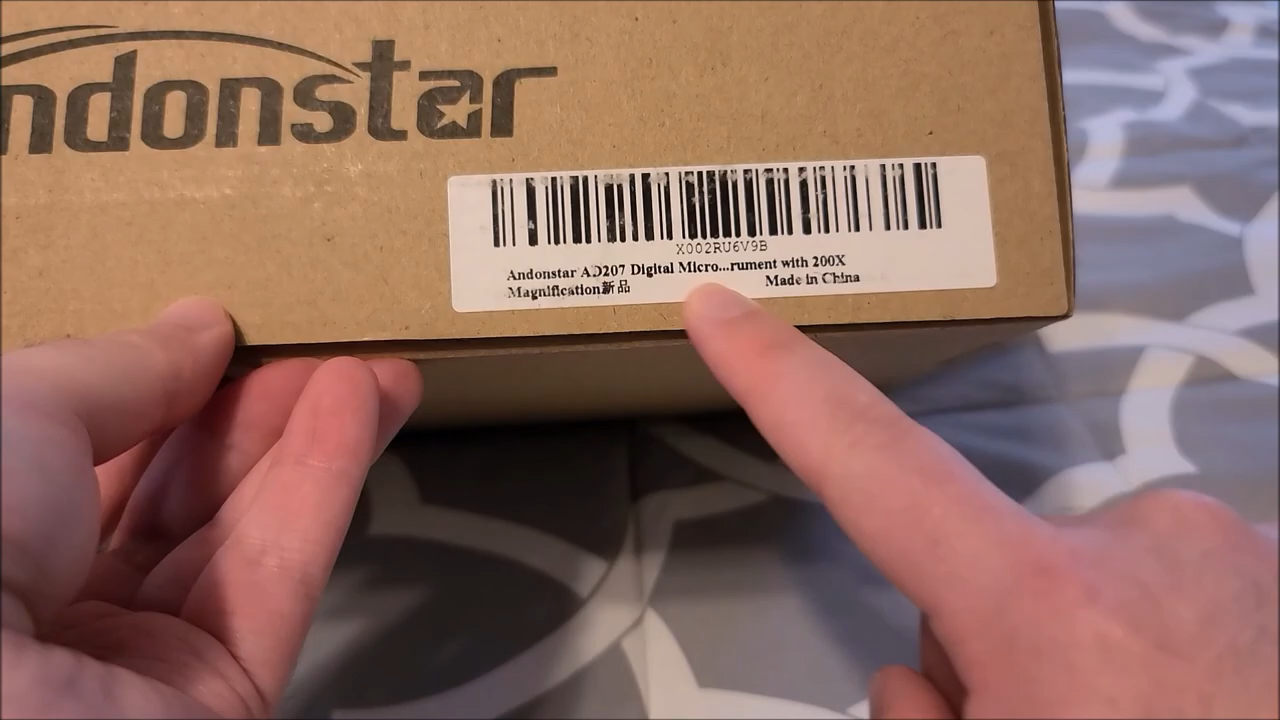 ndonstar
X002RU6V9B
Andonstar AD207 Digital Micro...rument with 200X
Magnification新品 Made in China